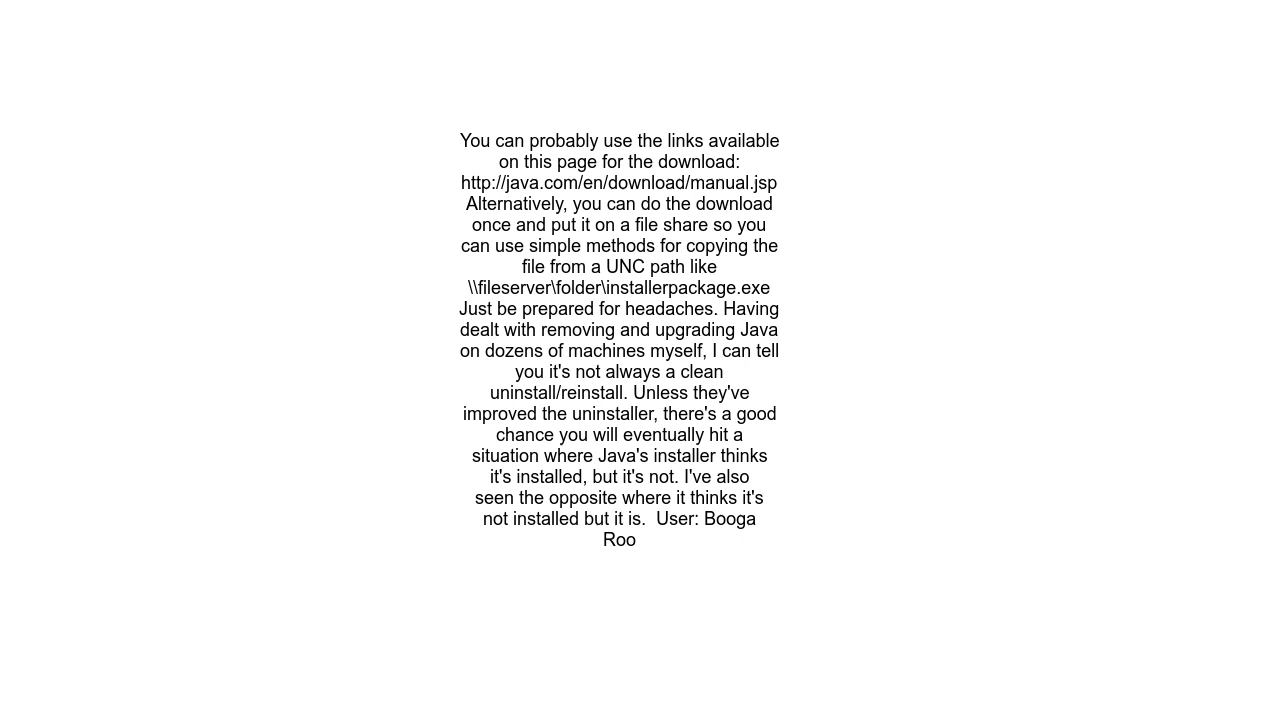 You can probably use the links available
on this page for the download:
http://java.com/en/download/manual.jsp
Alternatively, you can do the download
once and put it on a file share so you
can use simple methods for copying the
file from a UNC path like
\\fileserver\folder\installerpackage.exe
Just be prepared for headaches. Having
dealt with removing and upgrading Java
on dozens of machines myself, I can tell
you it's not always a clean
uninstall/reinstall. Unless they've
improved the uninstaller, there's a good
chance you will eventually hit a
situation where Java's installer thinks
it's installed, but it's not. I've also
seen the opposite where it thinks it's
not installed but it is.  User: Booga
Roo